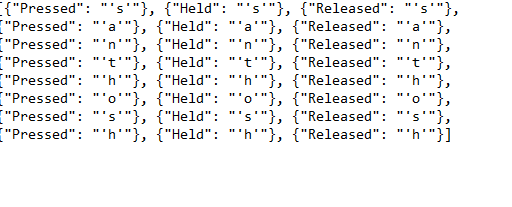 [{"Pressed": "'s'"}, {"Held": "'s'"}, {"Released": "'s'"},
{"Pressed": "'a'"}, {"Held": "'a'"}, {"Released": "'a'"},
{"Pressed": "'n'"}, {"Held": "'n'"}, {"Released": "'n'"},
{"Pressed": "'t'"}, {"Held": "'t'"}, {"Released": "'t'"},
{"Pressed": "'h'"}, {"Held": "'h'"}, {"Released": "'h'"},
{"Pressed": "'o'"}, {"Held": "'o'"}, {"Released": "'o'"},
{"Pressed": "'s'"}, {"Held": "'s'"}, {"Released": "'s'"},
{"Pressed": "'h'"}, {"Held": "'h'"}, {"Released": "'h'"}]